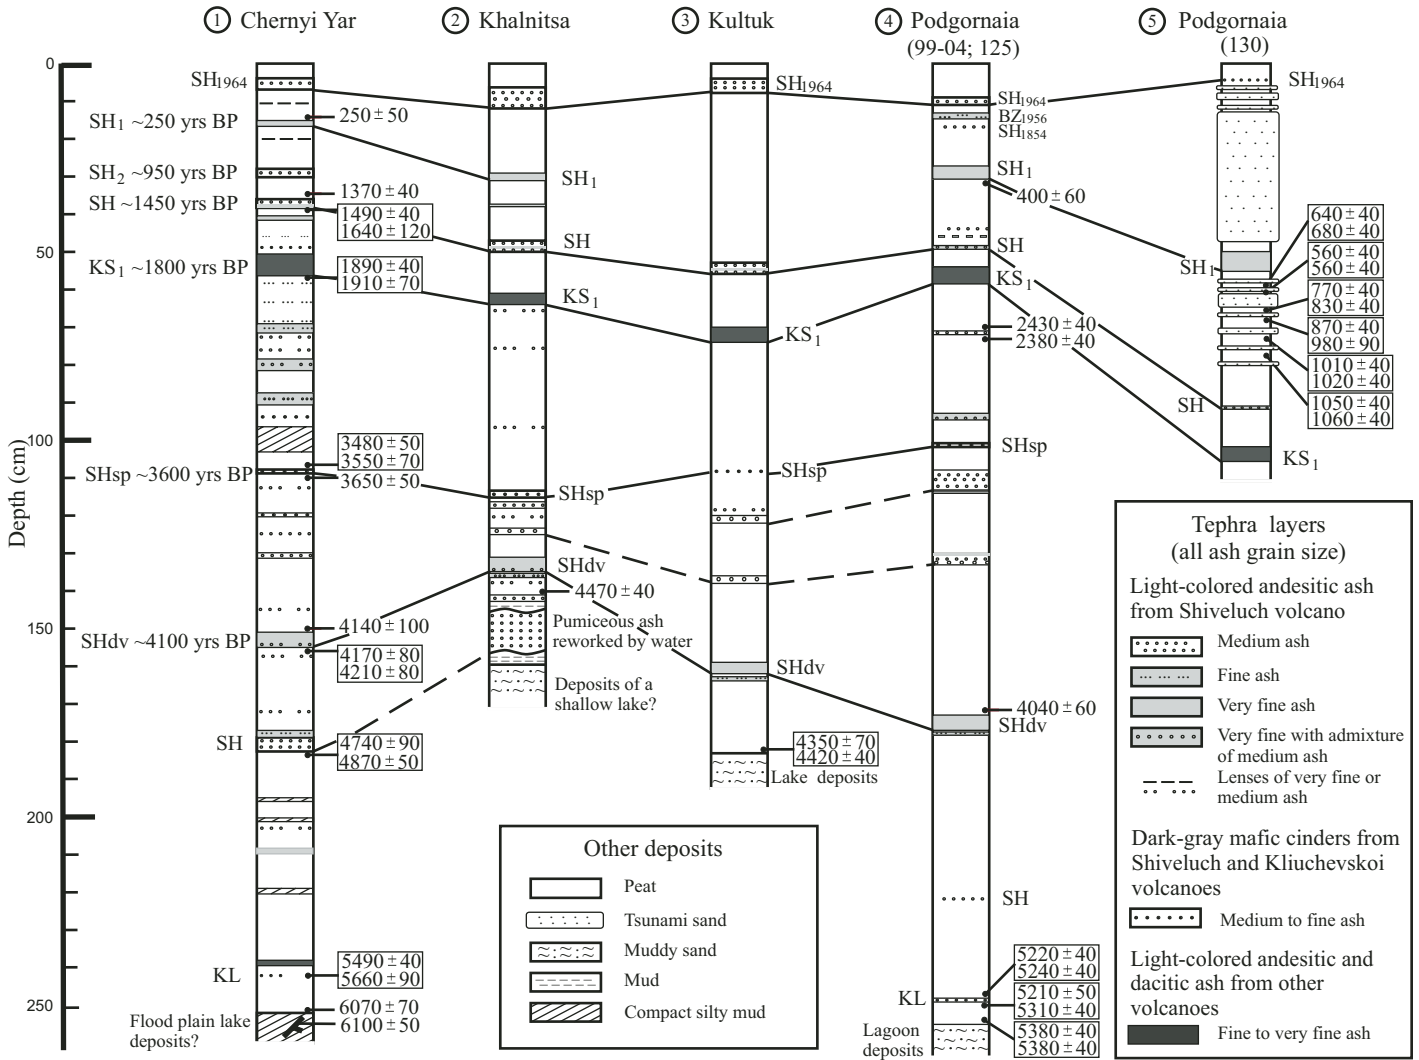 1 Chernyi Yar
2 Khalnitsa
3 Kultuk
4 Podgornaia
(99-04; 125)
5 Podgornaia
(130)
Depth (cm)
0
50
100
150
200
250
SH1964
SH1 ~250 yrs BP
SH2 ~950 yrs BP
SH ~1450 yrs BP
KS1 ~1800 yrs BP
SHsp ~3600 yrs BP
SHdv ~4100 yrs BP
SH
KL
Flood plain lake
deposits?
250±50
1370±40
1490±40
1640±120
1890±40
1910±70
3480±50
3550±70
3650±50
4140±100
4170±80
4210±80
4740±90
4870±50
5490±40
5660±90
6070±70
6100±50
SH1
SH
KS1
SHsp
SHdv
4470±40
Pumiceous ash
reworked by water
Deposits of a
shallow lake?
SH1964
KS1
SHsp
SHdv
4350±70
4420±40
Lake deposits
SH1964
BZ1956
SH1854
SH1
400±60
SH
KS1
2430±40
2380±40
SHsp
4040±60
SHdv
SH
KL
5220±40
5240±40
5210±50
5310±40
5380±40
5380±40
Lagoon
deposits
SH1964
SH1
640±40
680±40
560±40
560±40
770±40
830±40
870±40
980±90
1010±40
1020±40
1050±40
1060±40
SH
KS1
Other deposits
Peat
Tsunami sand
Muddy sand
Mud
Compact silty mud
Tephra layers
(all ash grain size)
Light-colored andesitic ash
from Shiveluch volcano
Medium ash
Fine ash
Very fine ash
Very fine with admixture
of medium ash
Lenses of very fine or
medium ash
Dark-gray mafic cinders from
Shiveluch and Kliuchevskoi
volcanoes
Medium to fine ash
Light-colored andesitic and
dacitic ash from other
volcanoes
Fine to very fine ash